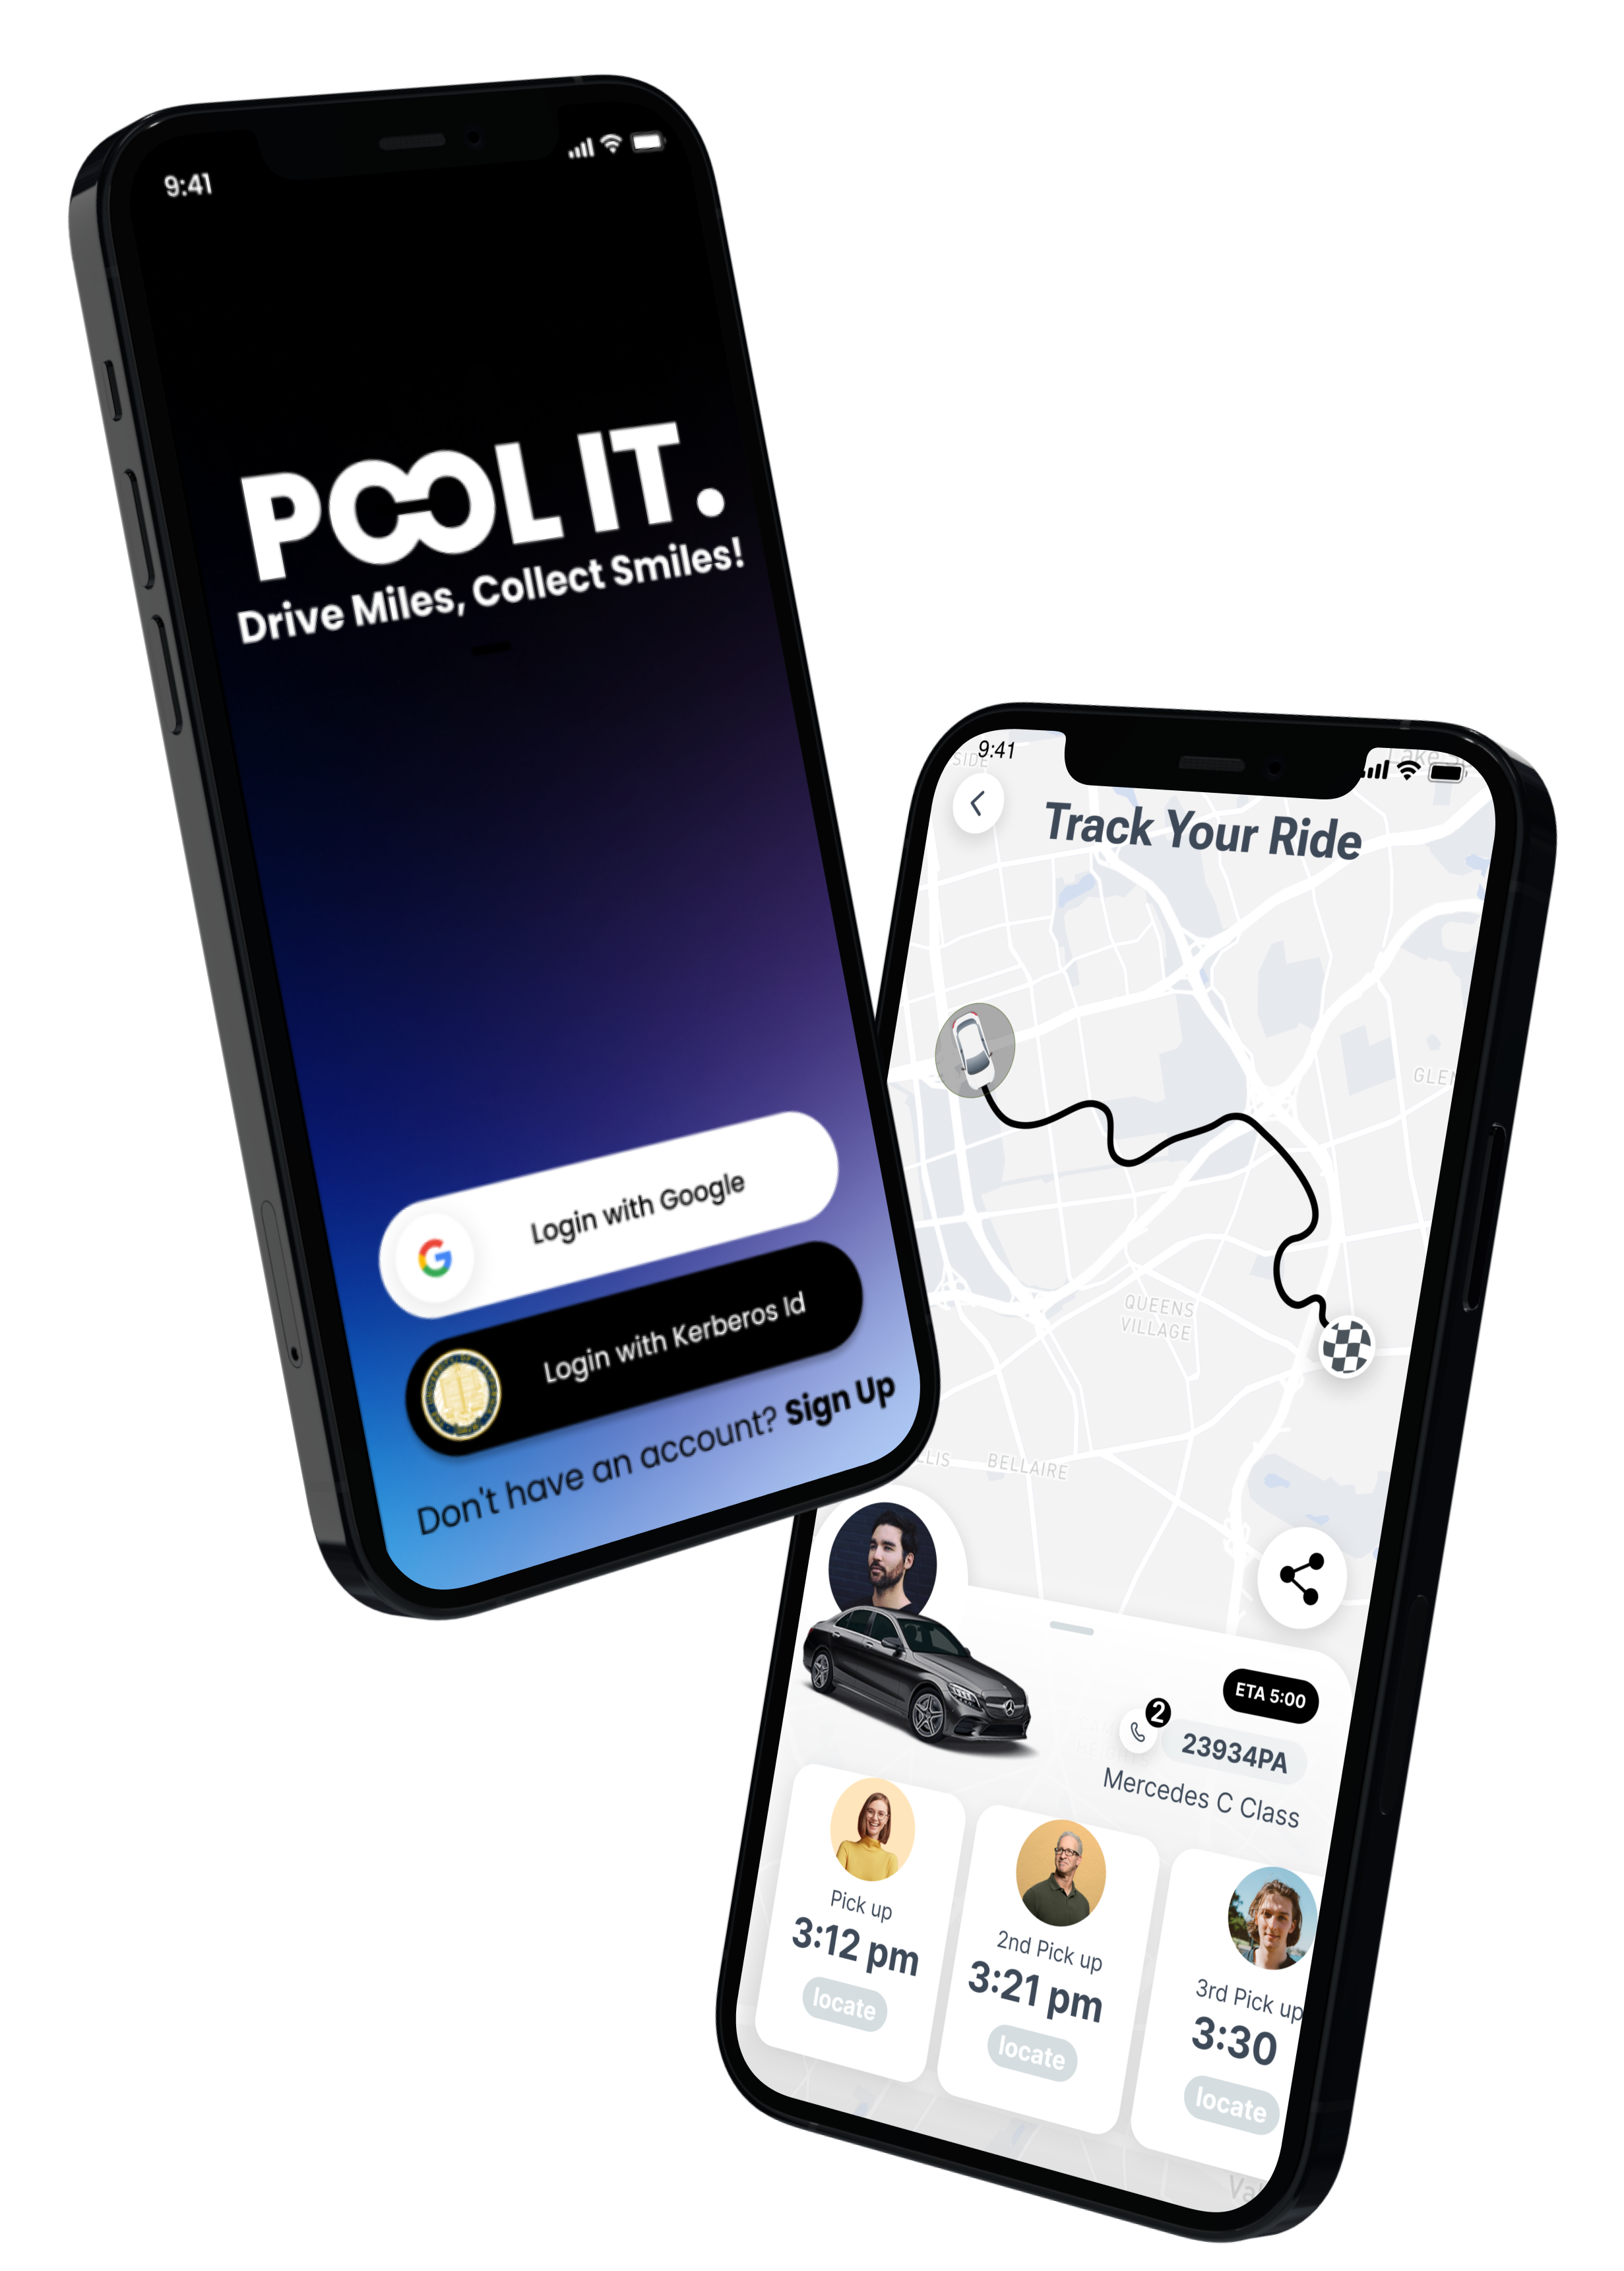 9:41
POOL IT.
Drive Miles, Collect Smiles!
Login with Google
Login with Kerberos Id
Don't have an account? Sign Up
9:41
SIDE
Track Your Ride
GLEN
QUEENS
VILLAGE
BELLAIRE
ETA 5:00
2
23934PA
Mercedes C Class
Pick up
3:12 pm
locate
2nd Pick up
3:21 pm
locate
3rd Pick up
3:30
locate